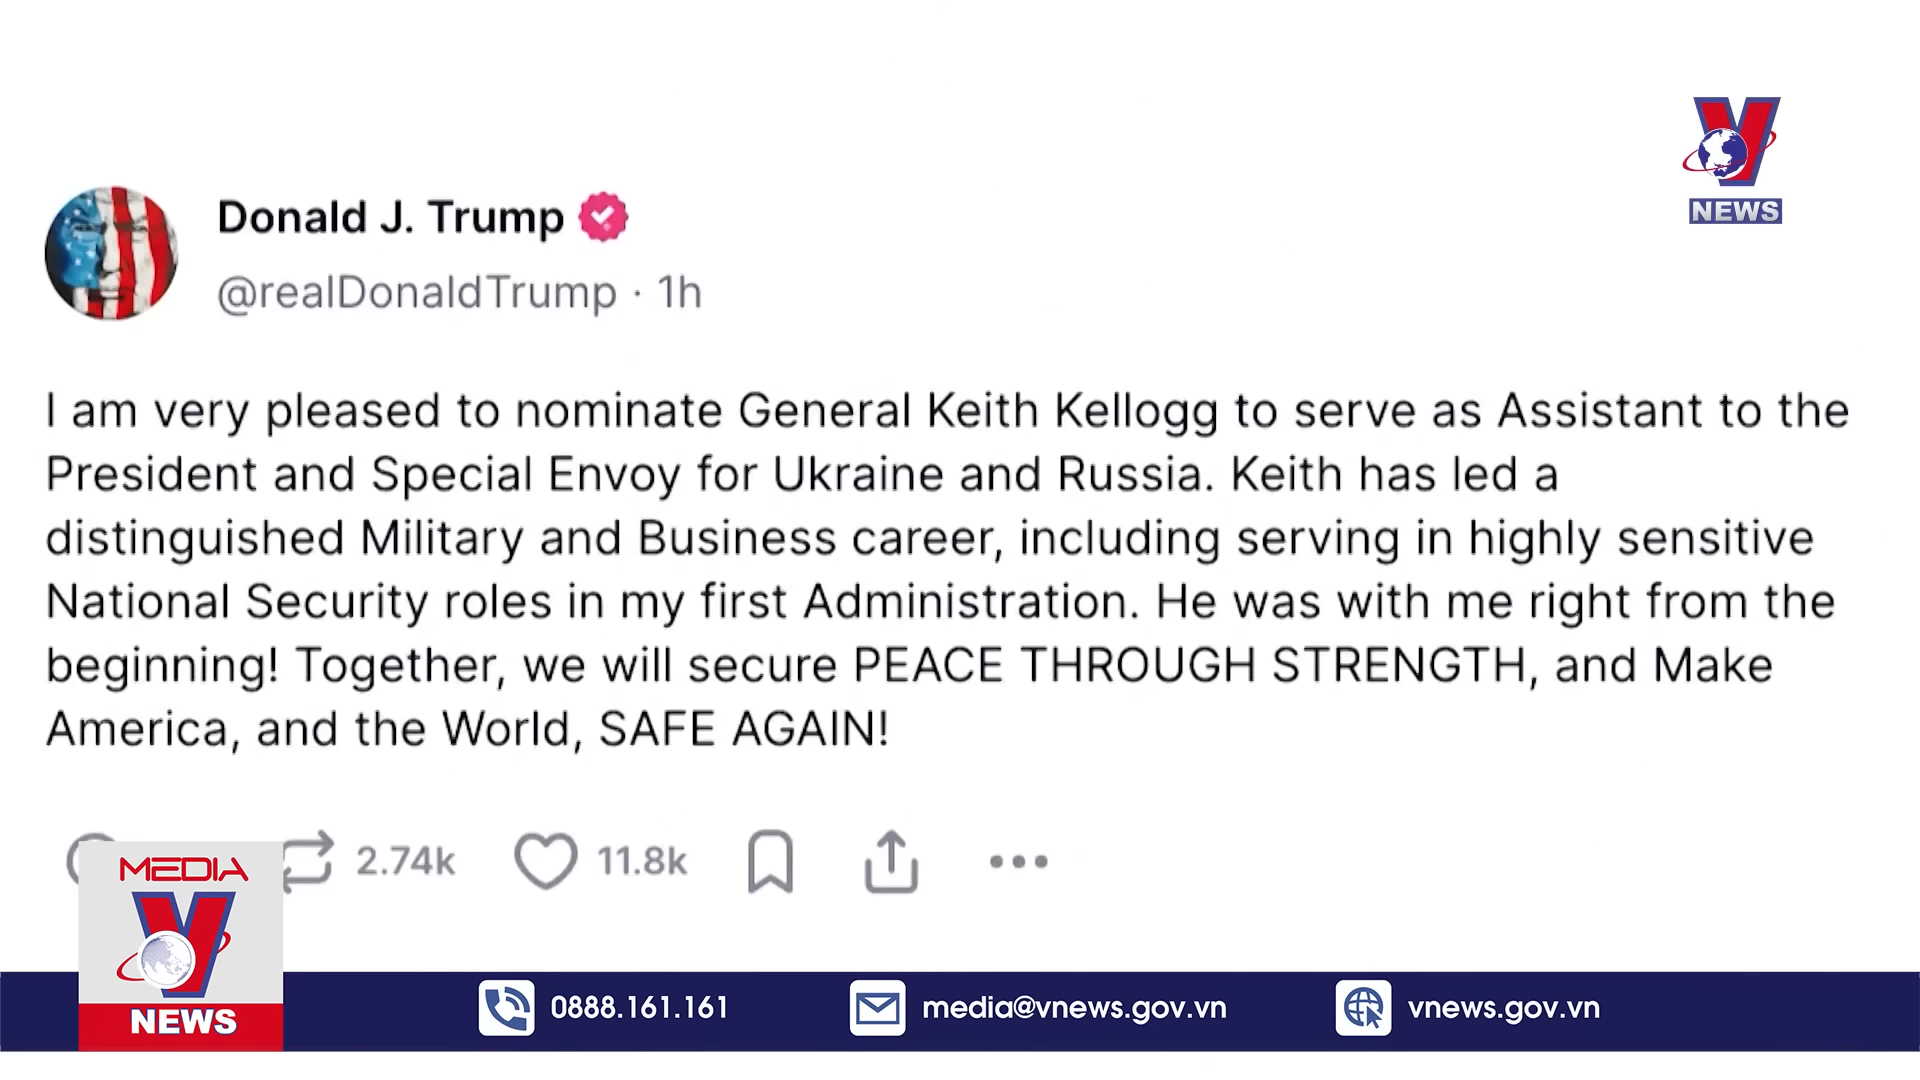 V
NEWS
Donald J. Trump
@realDonaldTrump · 1h
I am very pleased to nominate General Keith Kellogg to serve as Assistant to the
President and Special Envoy for Ukraine and Russia. Keith has led a
distinguished Military and Business career, including serving in highly sensitive
National Security roles in my first Administration. He was with me right from the
beginning! Together, we will secure PEACE THROUGH STRENGTH, and Make
America, and the World, SAFE AGAIN!
2.74k 11.8k
MEDIA
V
NEWS
0888.161.161 media@vnews.gov.vn vnews.gov.vn